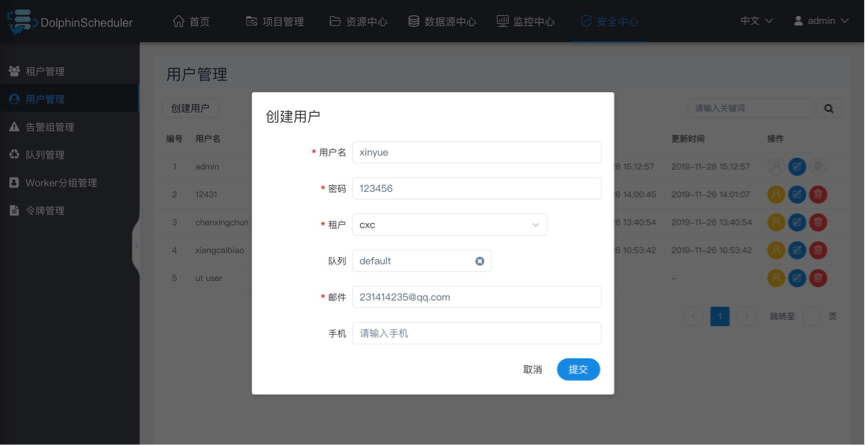 DolphinScheduler 首页 项目管理 资源中心 数据源中心 监控中心 安全中心 中文 admin
租户管理
用户管理
告警组管理
队列管理
Worker分组管理
令牌管理
用户管理
创建用户 请输入关键词
编号 用户名 更新时间 操作
1 admin 8 15:12:57 2019-11-28 15:12:57
2 12431 6 14:00:45 2019-11-26 14:01:07
3 chenxingchun 6 13:40:54 2019-11-26 13:40:54
4 xiangcaibiao 6 10:53:42 2019-11-26 10:53:42
5 ut user -
1 跳转至 页
创建用户
* 用户名 xinyue
* 密码 123456
* 租户 cxc
队列 default
* 邮件 231414235@qq.com
手机 请输入手机
取消 提交